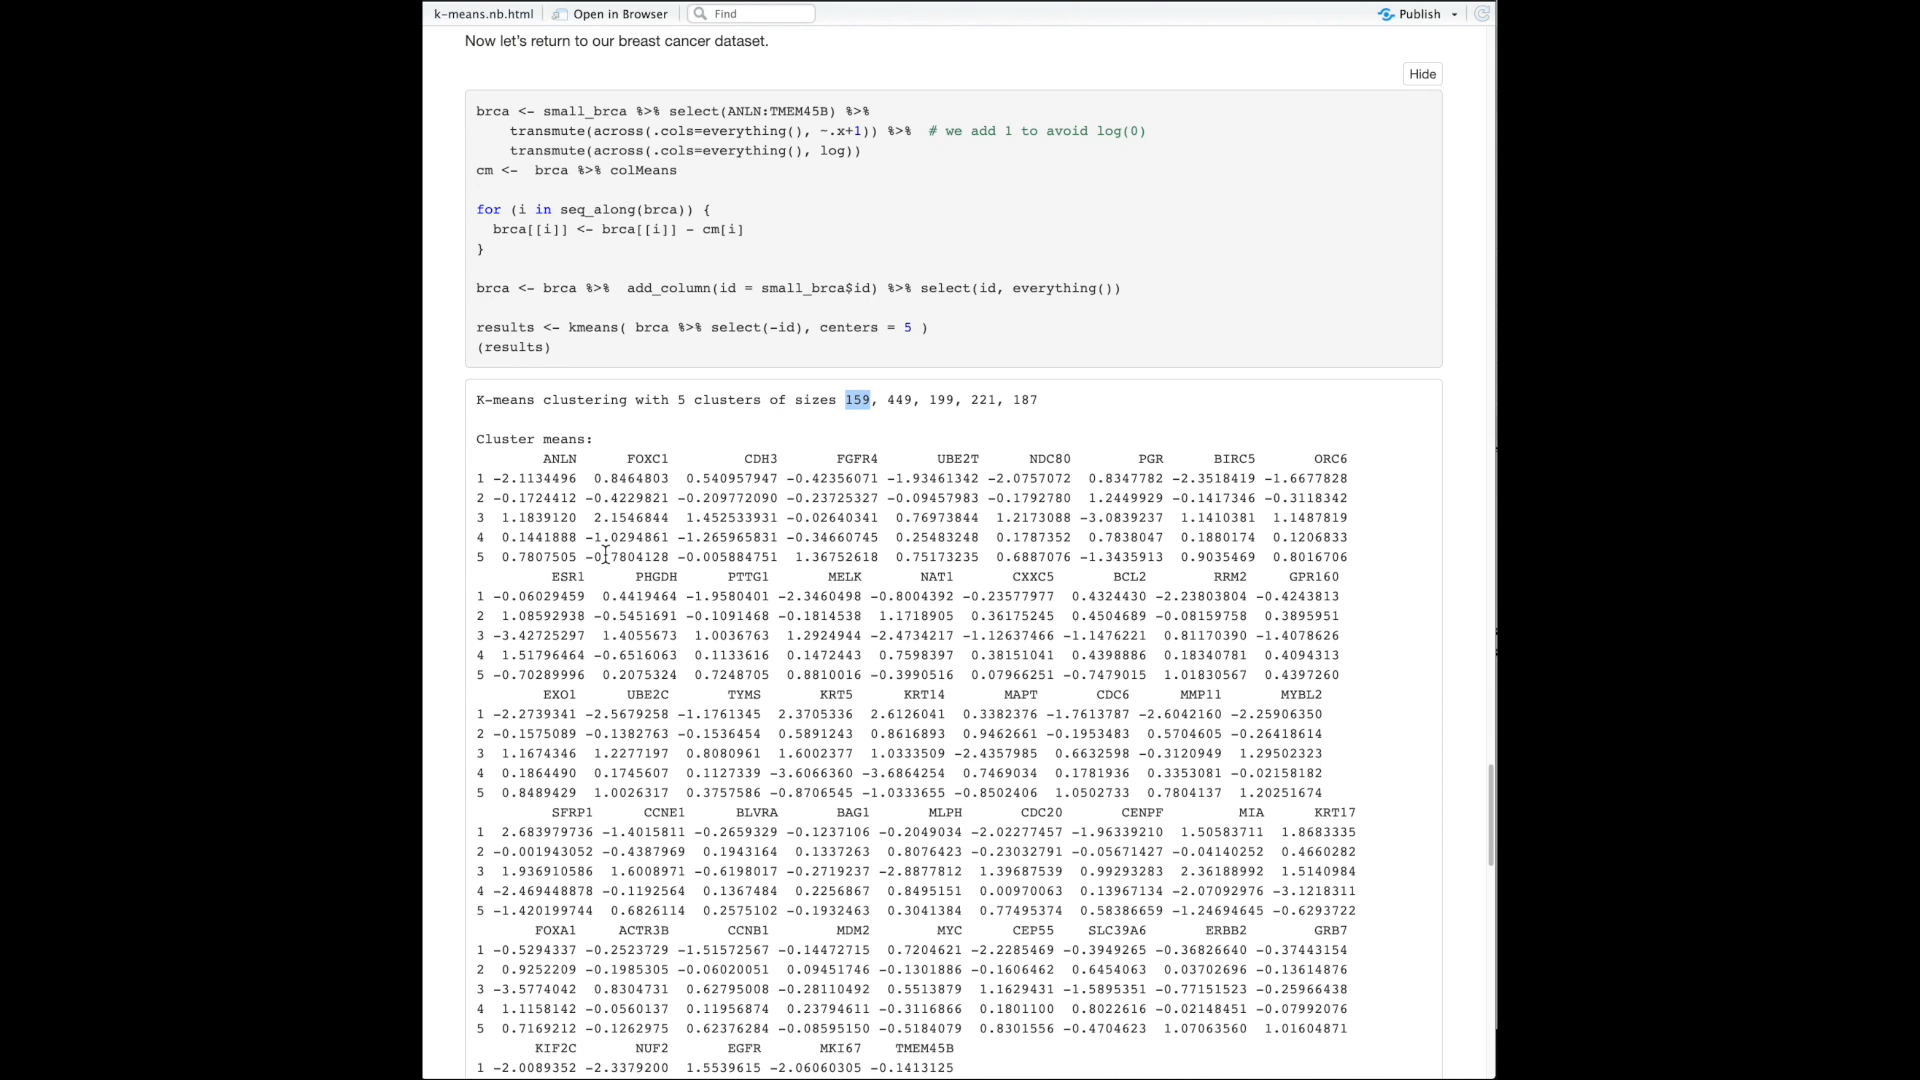 k-means.nb.html Open in Browser Find Publish
Now let's return to our breast cancer dataset.
Hide
brca <- small_brca %>% select(ANLN:TMEM45B) %>%
    transmute(across(.cols=everything(), ~.x+1)) %>%  # we add 1 to avoid log(0)
    transmute(across(.cols=everything(), log))
cm <-  brca %>% colMeans
for (i in seq_along(brca)) {
  brca[[i]] <- brca[[i]] - cm[i]
}
brca <- brca %>%  add_column(id = small_brca$id) %>% select(id, everything())
results <- kmeans( brca %>% select(-id), centers = 5 )
(results)
K-means clustering with 5 clusters of sizes 159, 449, 199, 221, 187
Cluster means:
ANLN FOXC1 CDH3 FGFR4 UBE2T NDC80 PGR BIRC5 ORC6
1 -2.1134496 0.8464803 0.540957947 -0.42356071 -1.93461342 -2.0757072 0.8347782 -2.3518419 -1.6677828
2 -0.1724412 -0.4229821 -0.209772090 -0.23725327 -0.09457983 -0.1792780 1.2449929 -0.1417346 -0.3118342
3 1.1839120 2.1546844 1.452533931 -0.02640341 0.76973844 1.2173088 -3.0839237 1.1410381 1.1487819
4 0.1441888 -1.0294861 -1.265965831 -0.34660745 0.25483248 0.1787352 0.7838047 0.1880174 0.1206833
5 0.7807505 -0.7804128 -0.005884751 1.36752618 0.75173235 0.6887076 -1.3435913 0.9035469 0.8016706
ESR1 PHGDH PTTG1 MELK NAT1 CXXC5 BCL2 RRM2 GPR160
1 -0.06029459 0.4419464 -1.9580401 -2.3460498 -0.8004392 -0.23577977 0.4324430 -2.23803804 -0.4243813
2 1.08592938 -0.5451691 -0.1091468 -0.1814538 1.1718905 0.36175245 0.4504689 -0.08159758 0.3895951
3 -3.42725297 1.4055673 1.0036763 1.2924944 -2.4734217 -1.12637466 -1.1476221 0.81170390 -1.4078626
4 1.51796464 -0.6516063 0.1133616 0.1472443 0.7598397 0.38151041 0.4398886 0.18340781 0.4094313
5 -0.70289996 0.2075324 0.7248705 0.8810016 -0.3990516 0.07966251 -0.7479015 1.01830567 0.4397260
EXO1 UBE2C TYMS KRT5 KRT14 MAPT CDC6 MMP11 MYBL2
1 -2.2739341 -2.5679258 -1.1761345 2.3705336 2.6126041 0.3382376 -1.7613787 -2.6042160 -2.25906350
2 -0.1575089 -0.1382763 -0.1536454 0.5891243 0.8616893 0.9462661 -0.1953483 0.5704605 -0.26418614
3 1.1674346 1.2277197 0.8080961 1.6002377 1.0333509 -2.4357985 0.6632598 -0.3120949 1.29502323
4 0.1864490 0.1745607 0.1127339 -3.6066360 -3.6864254 0.7469034 0.1781936 0.3353081 -0.02158182
5 0.8489429 1.0026317 0.3757586 -0.8706545 -1.0333655 -0.8502406 1.0502733 0.7804137 1.20251674
SFRP1 CCNE1 BLVRA BAG1 MLPH CDC20 CENPF MIA KRT17
1 2.683979736 -1.4015811 -0.2659329 -0.1237106 -0.2049034 -2.02277457 -1.96339210 1.50583711 1.8683335
2 -0.001943052 -0.4387969 0.1943164 0.1337263 0.8076423 -0.23032791 -0.05671427 -0.04140252 0.4660282
3 1.936910586 1.6008971 -0.6198017 -0.2719237 -2.8877812 1.39687539 0.99293283 2.36188992 1.5140984
4 -2.469448878 -0.1192564 0.1367484 0.2256867 0.8495151 0.00970063 0.13967134 -2.07092976 -3.1218311
5 -1.420199744 0.6826114 0.2575102 -0.1932463 0.3041384 0.77495374 0.58386659 -1.24694645 -0.6293722
FOXA1 ACTR3B CCNB1 MDM2 MYC CEP55 SLC39A6 ERBB2 GRB7
1 -0.5294337 -0.2523729 -1.51572567 -0.14472715 0.7204621 -2.2285469 -0.3949265 -0.36826640 -0.37443154
2 0.9252209 -0.1985305 -0.06020051 0.09451746 -0.1301886 -0.1606462 0.6454063 0.03702696 -0.13614876
3 -3.5774042 0.8304731 0.62795008 -0.28110492 0.5513879 1.1629431 -1.5895351 -0.77151523 -0.25966438
4 1.1158142 -0.0560137 0.11956874 0.23794611 -0.3116866 0.1801100 0.8022616 -0.02148451 -0.07992076
5 0.7169212 -0.1262975 0.62376284 -0.08595150 -0.5184079 0.8301556 -0.4704623 1.07063560 1.01604871
KIF2C NUF2 EGFR MKI67 TMEM45B
1 -2.0089352 -2.3379200 1.5539615 -2.06060305 -0.1413125